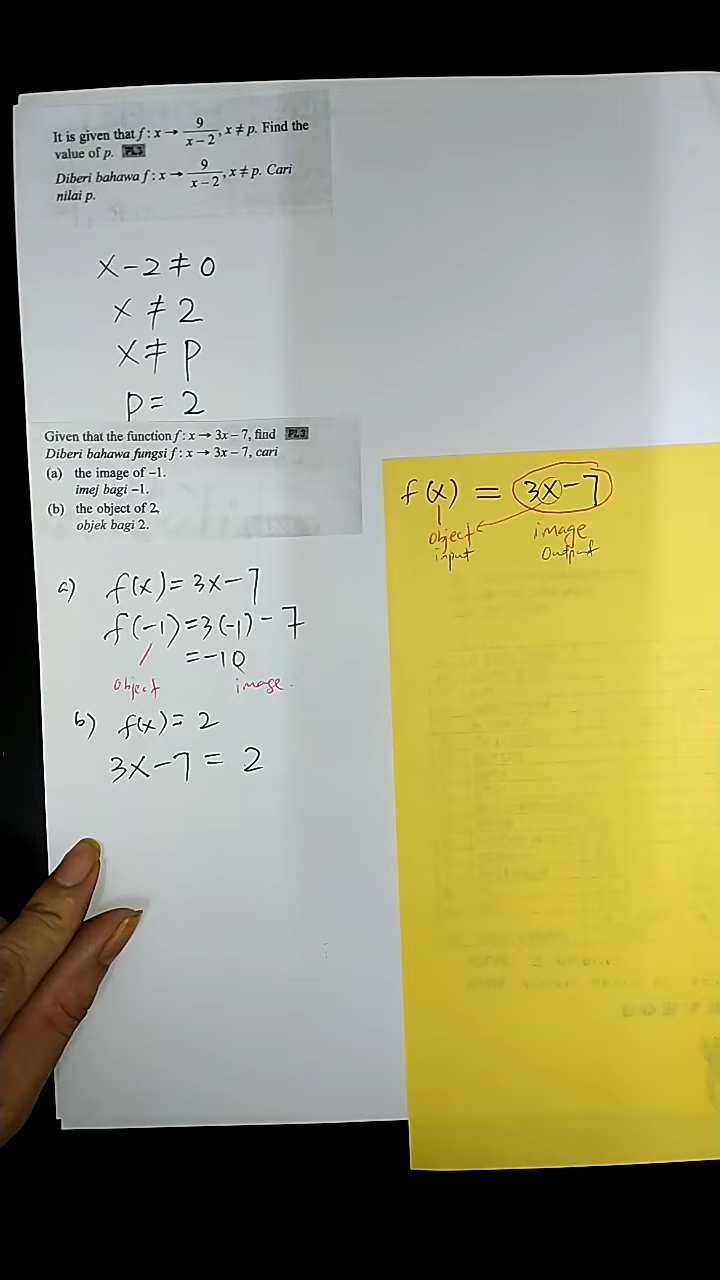 It is given that f : x → 9/(x – 2), x ≠ p. Find the
value of p. PL3
Diberi bahawa f : x → 9/(x – 2), x ≠ p. Cari
nilai p.
x – 2 ≠ 0
x ≠ 2
x ≠ p
p = 2
Given that the function f : x → 3x – 7, find PL3
Diberi bahawa fungsi f : x → 3x – 7, cari
(a) the image of –1.
imej bagi –1.
(b) the object of 2,
objek bagi 2.
a) f(x) = 3x – 7
f(–1) = 3(–1) – 7
= –10
object image
b) f(x) = 2
3x – 7 = 2
f(x) = 3x – 7
object image
input output